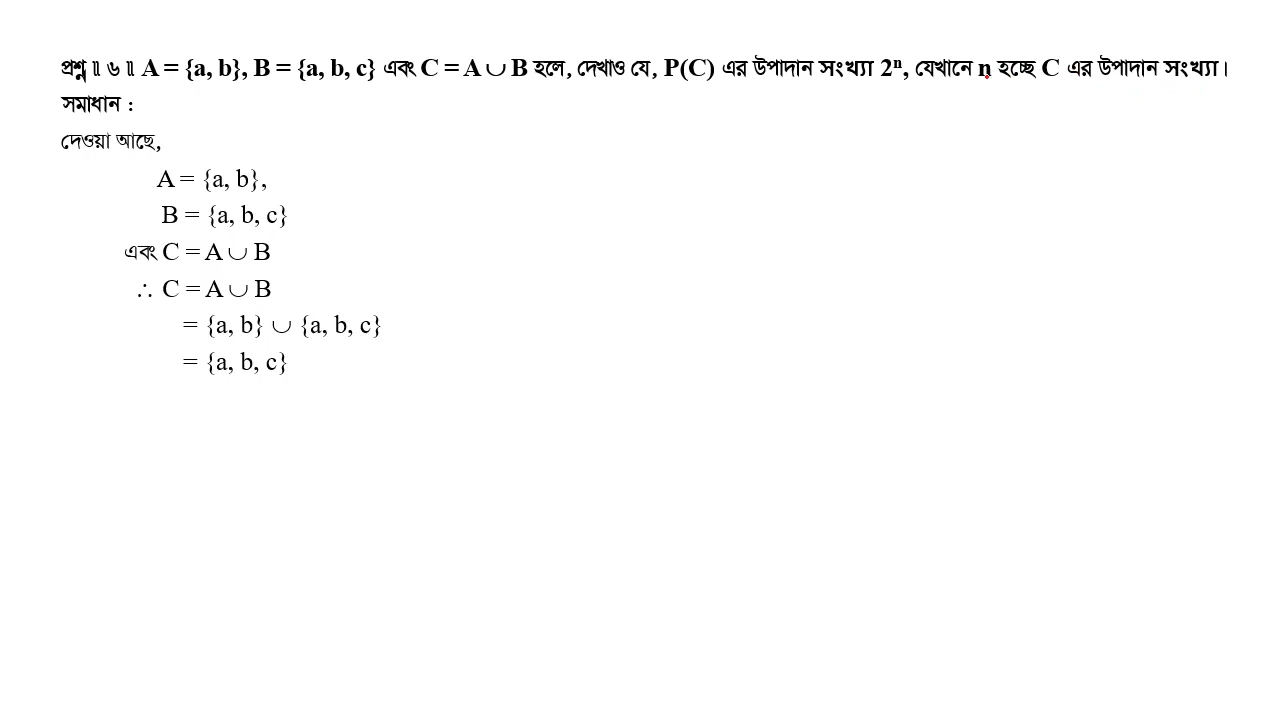 প্রশ্ন ॥ ৬ ॥ A = {a, b}, B = {a, b, c} এবং C = A ∪ B হলে, দেখাও যে, P(C) এর উপাদান সংখ্যা 2ⁿ, যেখানে n হচ্ছে C এর উপাদান সংখ্যা।
সমাধান :
দেওয়া আছে,
A = {a, b},
B = {a, b, c}
এবং C = A ∪ B
∴ C = A ∪ B
= {a, b} ∪ {a, b, c}
= {a, b, c}